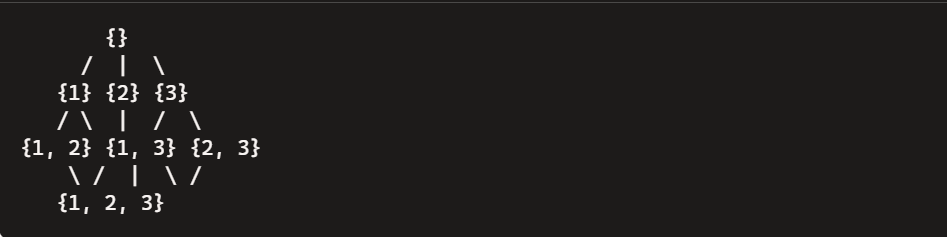 {}
/ | \
{1} {2} {3}
/ \ | / \
{1, 2} {1, 3} {2, 3}
\ / | \ /
{1, 2, 3}